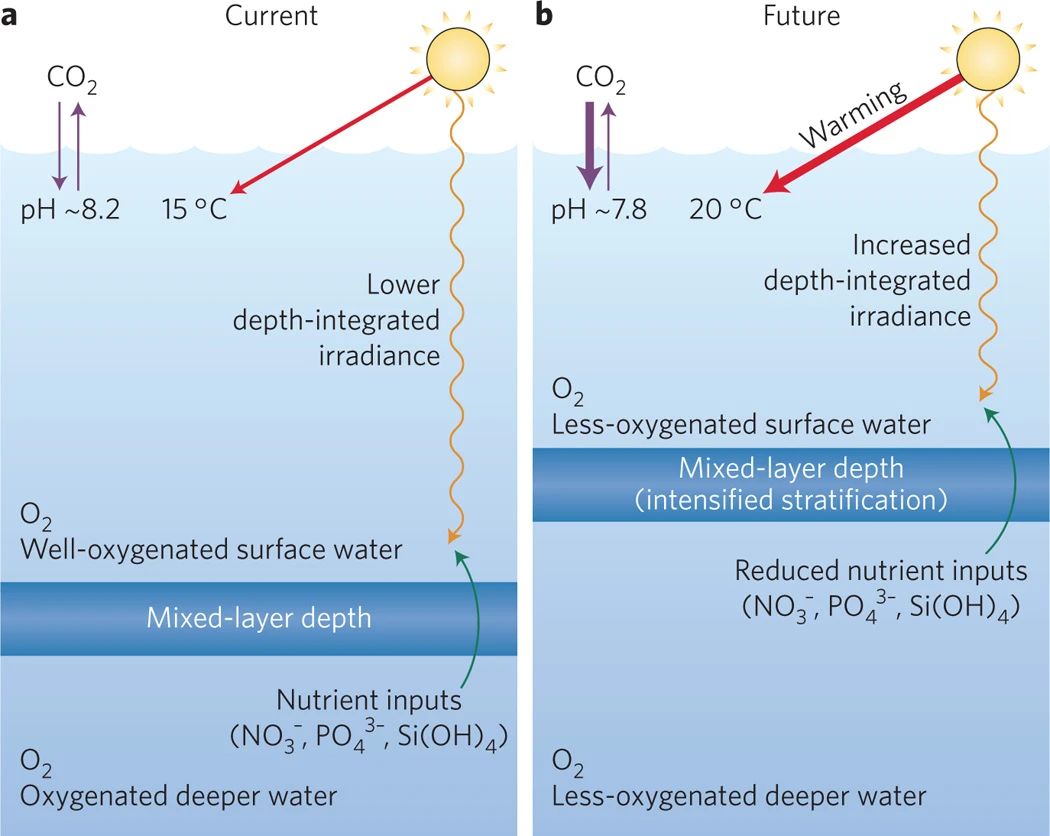 a
Current
CO₂
pH ~8.2
15 °C
Lower
depth-integrated
irradiance
O₂
Well-oxygenated surface water
Mixed-layer depth
Nutrient inputs
(NO₃⁻, PO₄³⁻, Si(OH)₄)
O₂
Oxygenated deeper water
b
Future
CO₂
Warming
pH ~7.8
20 °C
Increased
depth-integrated
irradiance
O₂
Less-oxygenated surface water
Mixed-layer depth
(intensified stratification)
Reduced nutrient inputs
(NO₃⁻, PO₄³⁻, Si(OH)₄)
O₂
Less-oxygenated deeper water